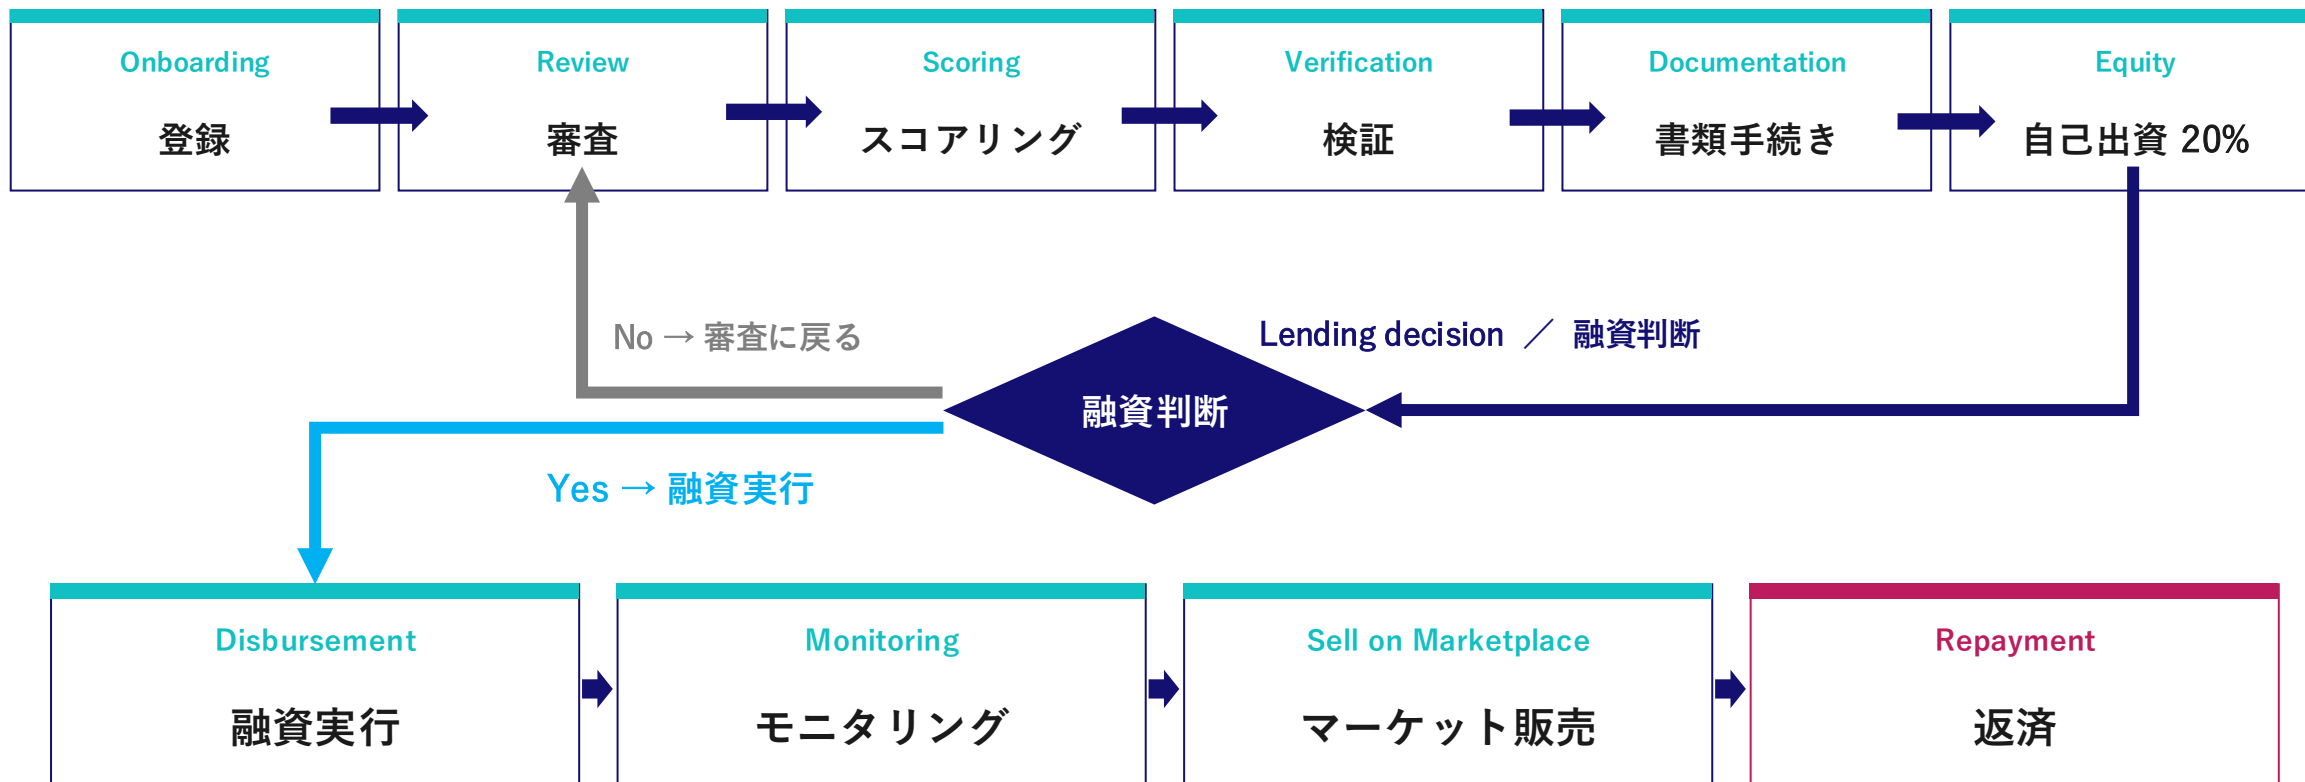 Onboarding
登録
Review
審査
Scoring
スコアリング
Verification
検証
Documentation
書類手続き
Equity
自己出資 20%
No → 審査に戻る
Lending decision ／ 融資判断
融資判断
Yes → 融資実行
Disbursement
融資実行
Monitoring
モニタリング
Sell on Marketplace
マーケット販売
Repayment
返済